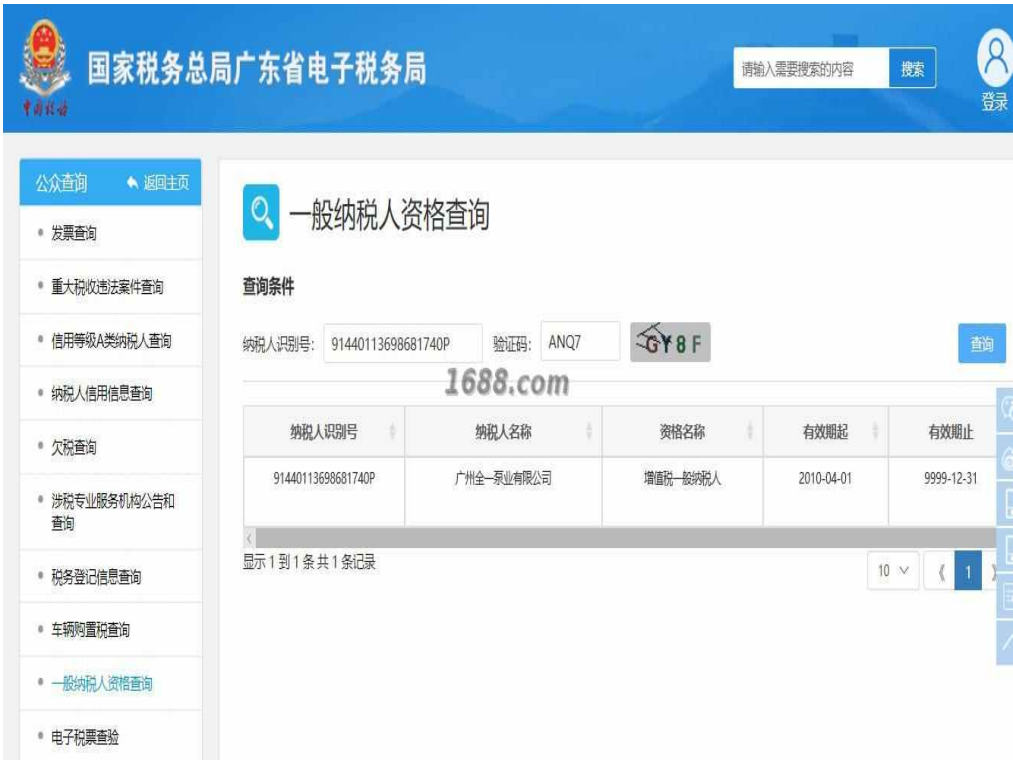 国家税务总局广东省电子税务局
中国税务
请输入需要搜索的内容
搜索
登录
公众查询
返回主页
发票查询
重大税收违法案件查询
信用等级A类纳税人查询
纳税人信用信息查询
欠税查询
涉税专业服务机构公告和
查询
税务登记信息查询
车辆购置税查询
一般纳税人资格查询
电子税票查验
一般纳税人资格查询
查询条件
纳税人识别号: 91440113698681740P 验证码: ANQ7 GY8F 查询
1688.com
纳税人识别号 纳税人名称 资格名称 有效期起 有效期止
91440113698681740P 广州全一泵业有限公司 增值税一般纳税人 2010-04-01 9999-12-31
显示 1 到 1 条 共 1 条记录
10 《 1 》